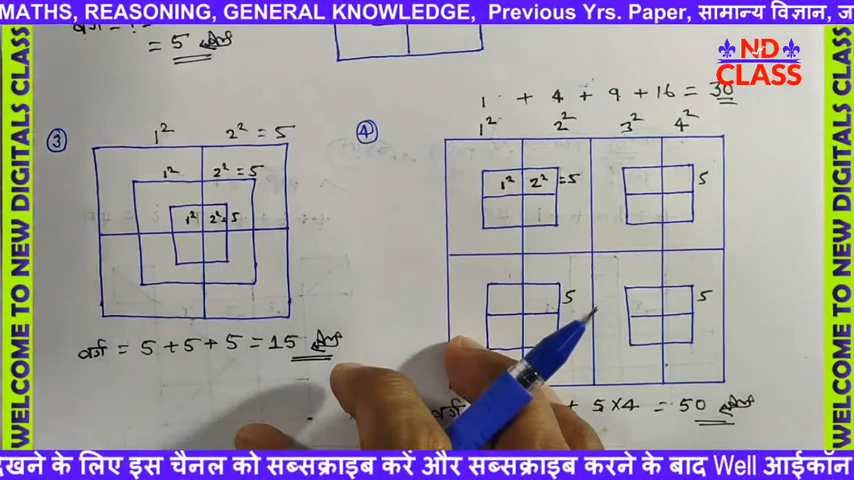 MATHS, REASONING, GENERAL KNOWLEDGE, Previous Yrs. Paper, सामान्य विज्ञान, ज
ND
CLASS
WELCOME TO NEW DIGITALS CLASS
= 5 Ans
1 + 4 + 9 + 16 = 30
③ 1² 2² = 5
1² 2² = 5
1² 2² = 5
वर्ग = 5 + 5 + 5 = 15 Ans
④ 1² 2² 3² 4²
1² 2² = 5 5
5 5
+ 5 × 4 = 50 Ans
WELCOME TO NEW DIGITALS CLASS
देखने के लिए इस चैनल को सब्सक्राइब करें और सब्सक्राइब करने के बाद Well आईकॉन